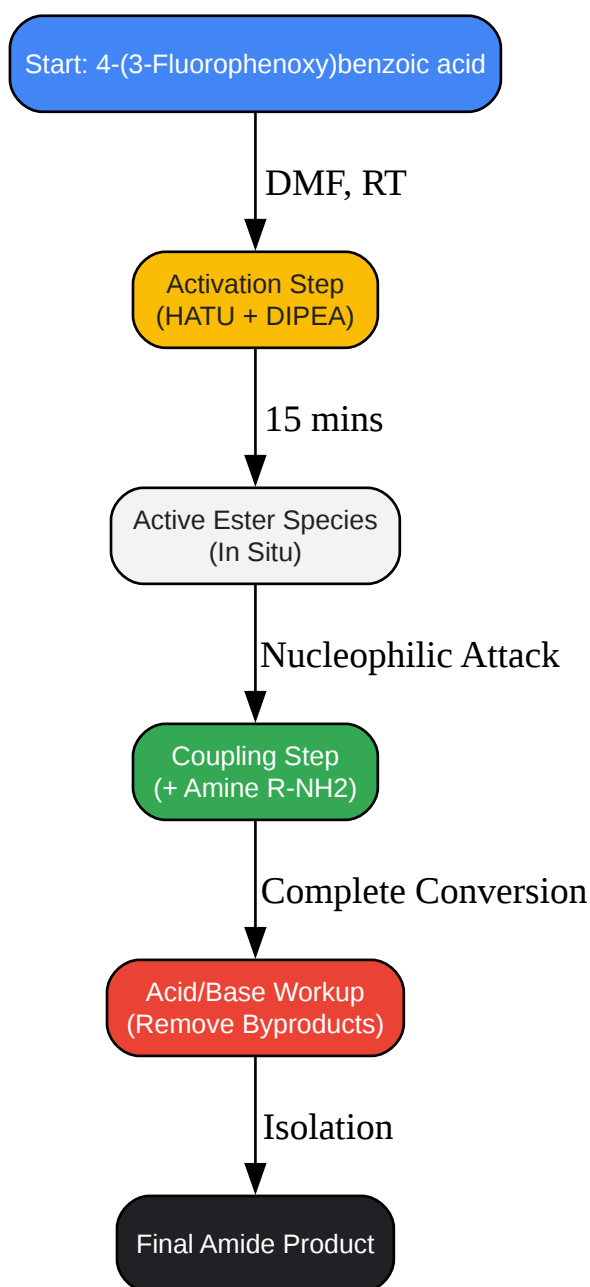 Start: 4-(3-Fluorophenoxy)benzoic acid
DMF, RT
Activation Step
(HATU + DIPEA)
15 mins
Active Ester Species
(In Situ)
Nucleophilic Attack
Coupling Step
(+ Amine R-NH2)
Complete Conversion
Acid/Base Workup
(Remove Byproducts)
Isolation
Final Amide Product